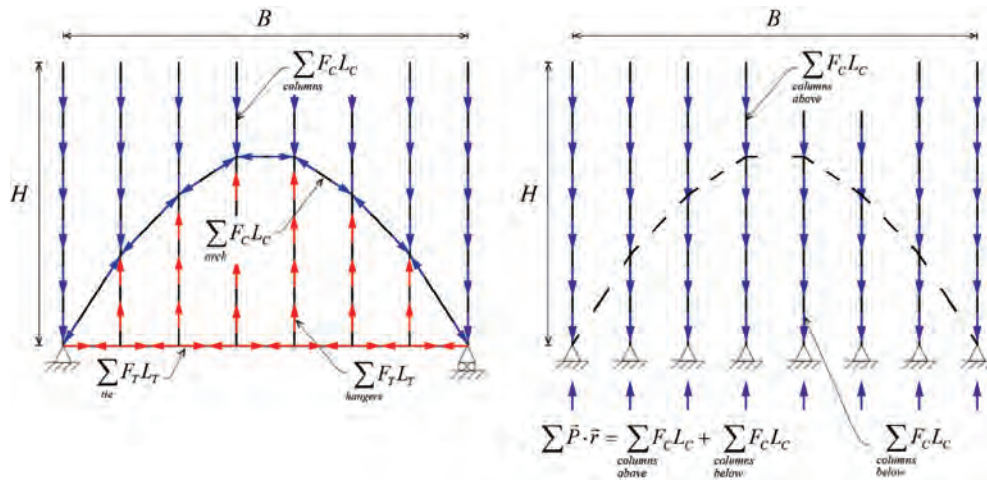 B
B
∑ F_C L_C
columns
∑ F_C L_C
columns
above
H
H
∑ F_C L_C
arch
∑ F_T L_T
tie
∑ F_T L_T
hangers
∑ P̄ · r̄ = ∑ F_C L_C + ∑ F_C L_C
columns
above
columns
below
∑ F_C L_C
columns
below